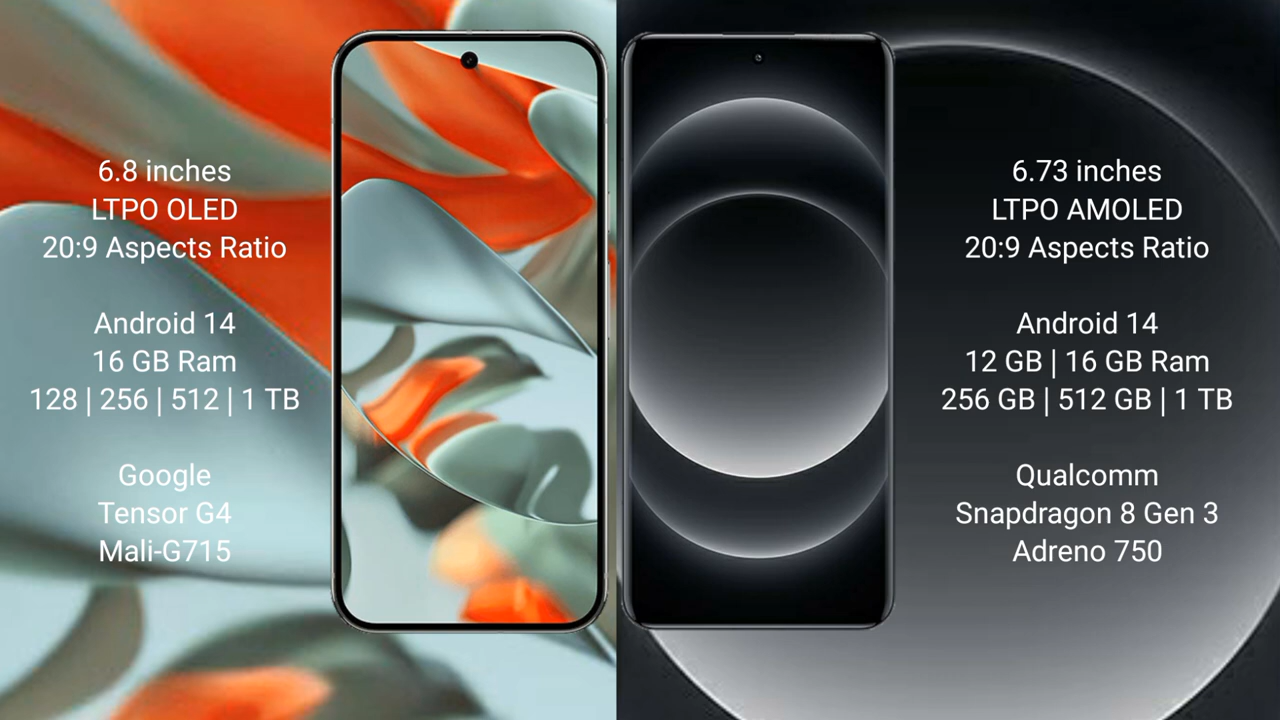 6.8 inches
LTPO OLED
20:9 Aspects Ratio
Android 14
16 GB Ram
128 | 256 | 512 | 1 TB
Google
Tensor G4
Mali-G715
6.73 inches
LTPO AMOLED
20:9 Aspects Ratio
Android 14
12 GB | 16 GB Ram
256 GB | 512 GB | 1 TB
Qualcomm
Snapdragon 8 Gen 3
Adreno 750